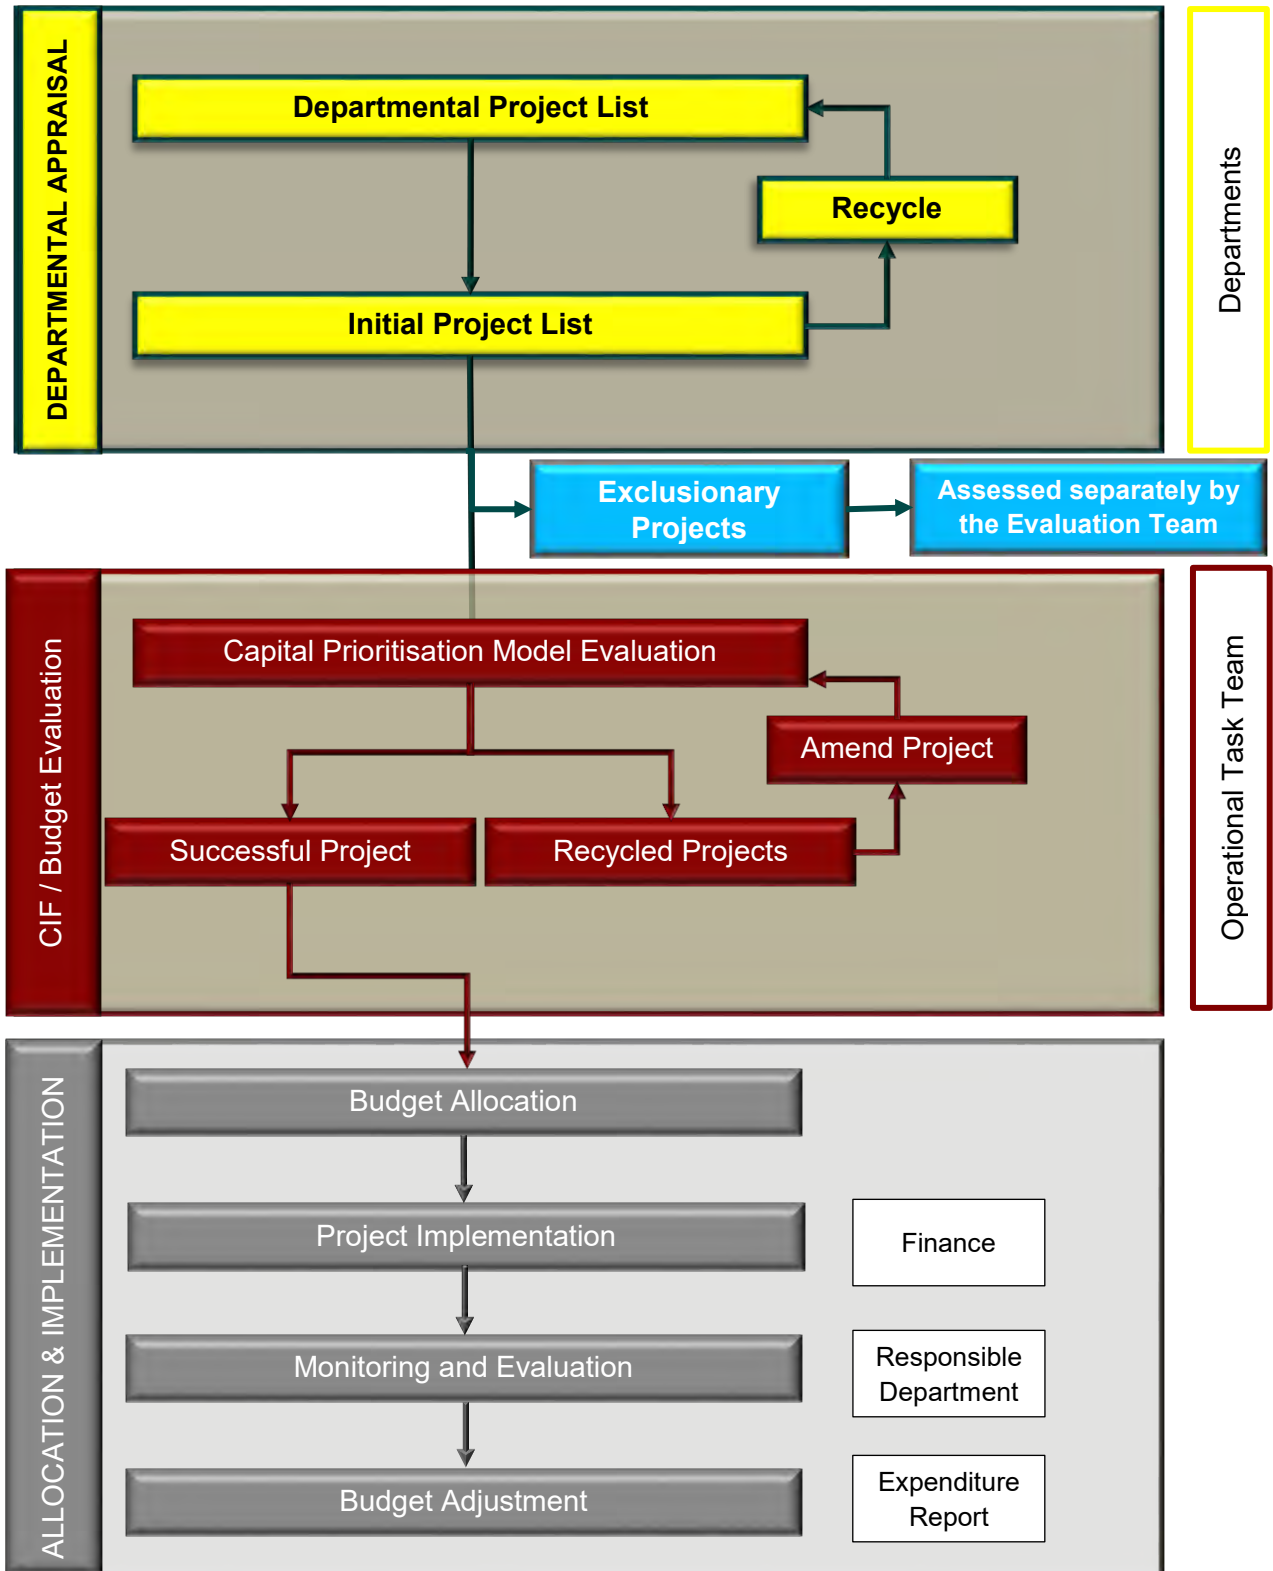 DEPARTMENTAL APPRAISAL
Departmental Project List
Recycle
Initial Project List
Departments
Exclusionary
Projects
Assessed separately by
the Evaluation Team
CIF / Budget Evaluation
Capital Prioritisation Model Evaluation
Amend Project
Successful Project
Recycled Projects
Operational Task Team
ALLOCATION & IMPLEMENTATION
Budget Allocation
Project Implementation
Finance
Monitoring and Evaluation
Responsible
Department
Budget Adjustment
Expenditure
Report